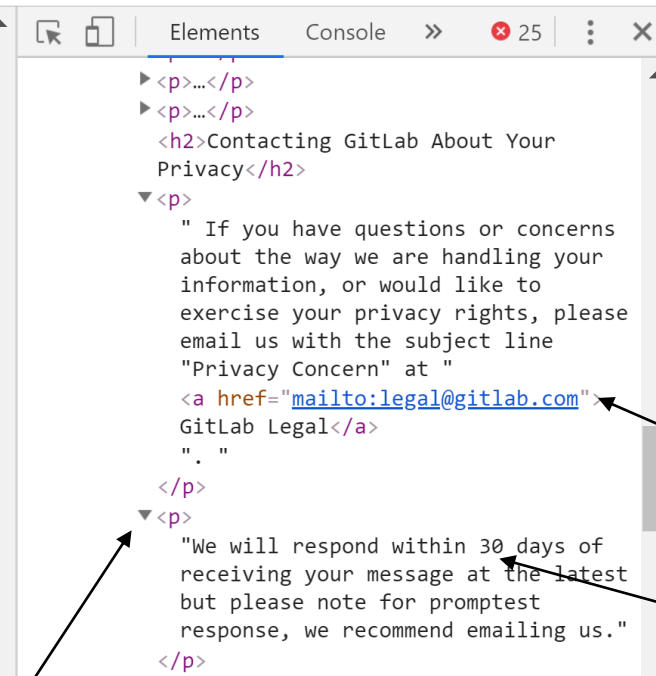 Elements Console » 25
<p>…</p>
<p>…</p>
<h2>Contacting GitLab About Your
Privacy</h2>
<p>
" If you have questions or concerns
about the way we are handling your
information, or would like to
exercise your privacy rights, please
email us with the subject line
"Privacy Concern" at "
<a href="mailto:legal@gitlab.com">
GitLab Legal</a>
". "
</p>
<p>
"We will respond within 30 days of
receiving your message at the latest
but please note for promptest
response, we recommend emailing us."
</p>